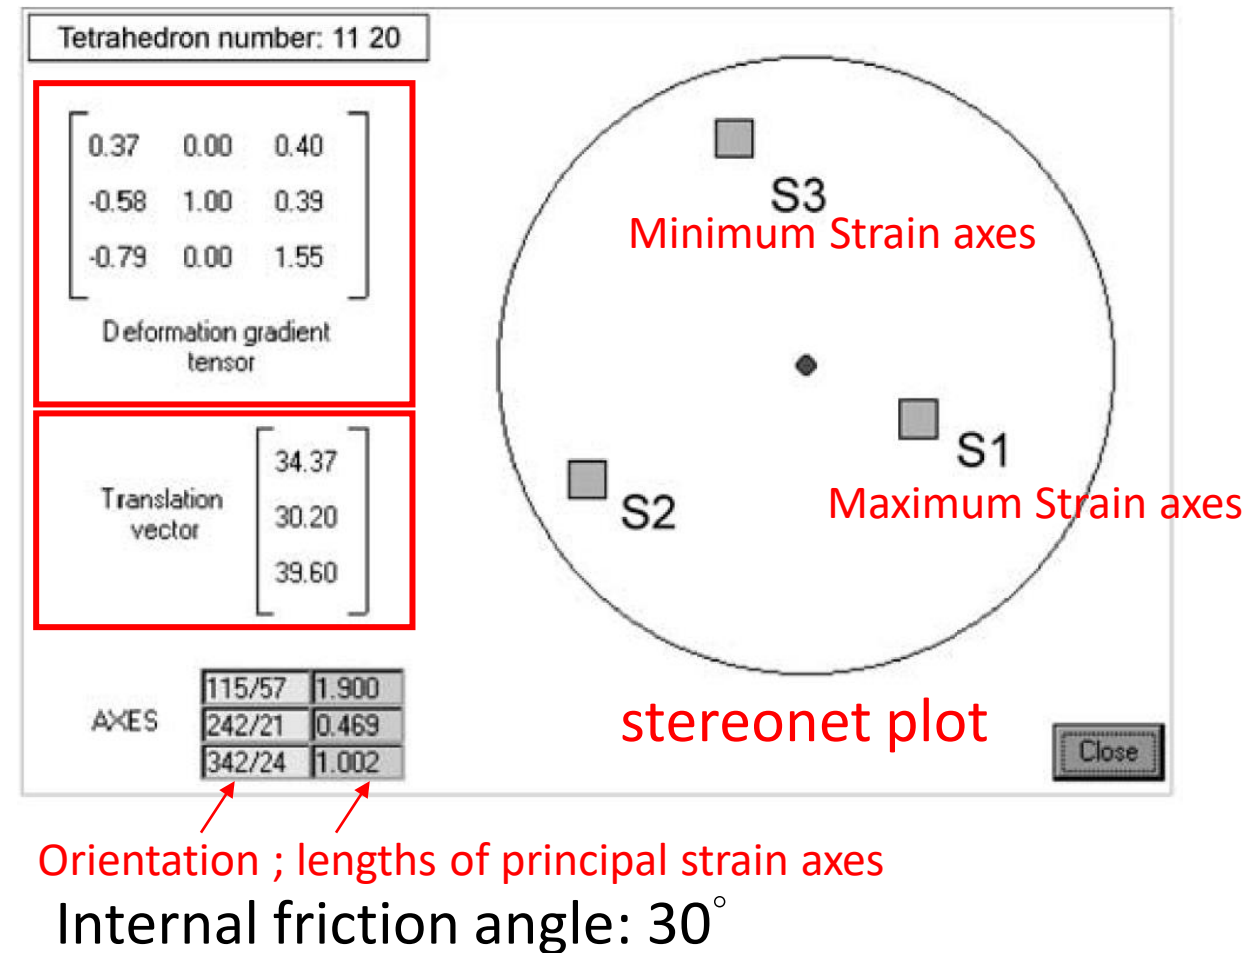 Tetrahedron number: 11 20
0.37 0.00 0.40
-0.58 1.00 0.39
-0.79 0.00 1.55
Deformation gradient
tensor
Translation
vector
34.37
30.20
39.60
AXES
115/57 1.900
242/21 0.469
342/24 1.002
S3
Minimum Strain axes
S1
Maximum Strain axes
S2
stereonet plot
Close
Orientation ; lengths of principal strain axes
Internal friction angle: 30°